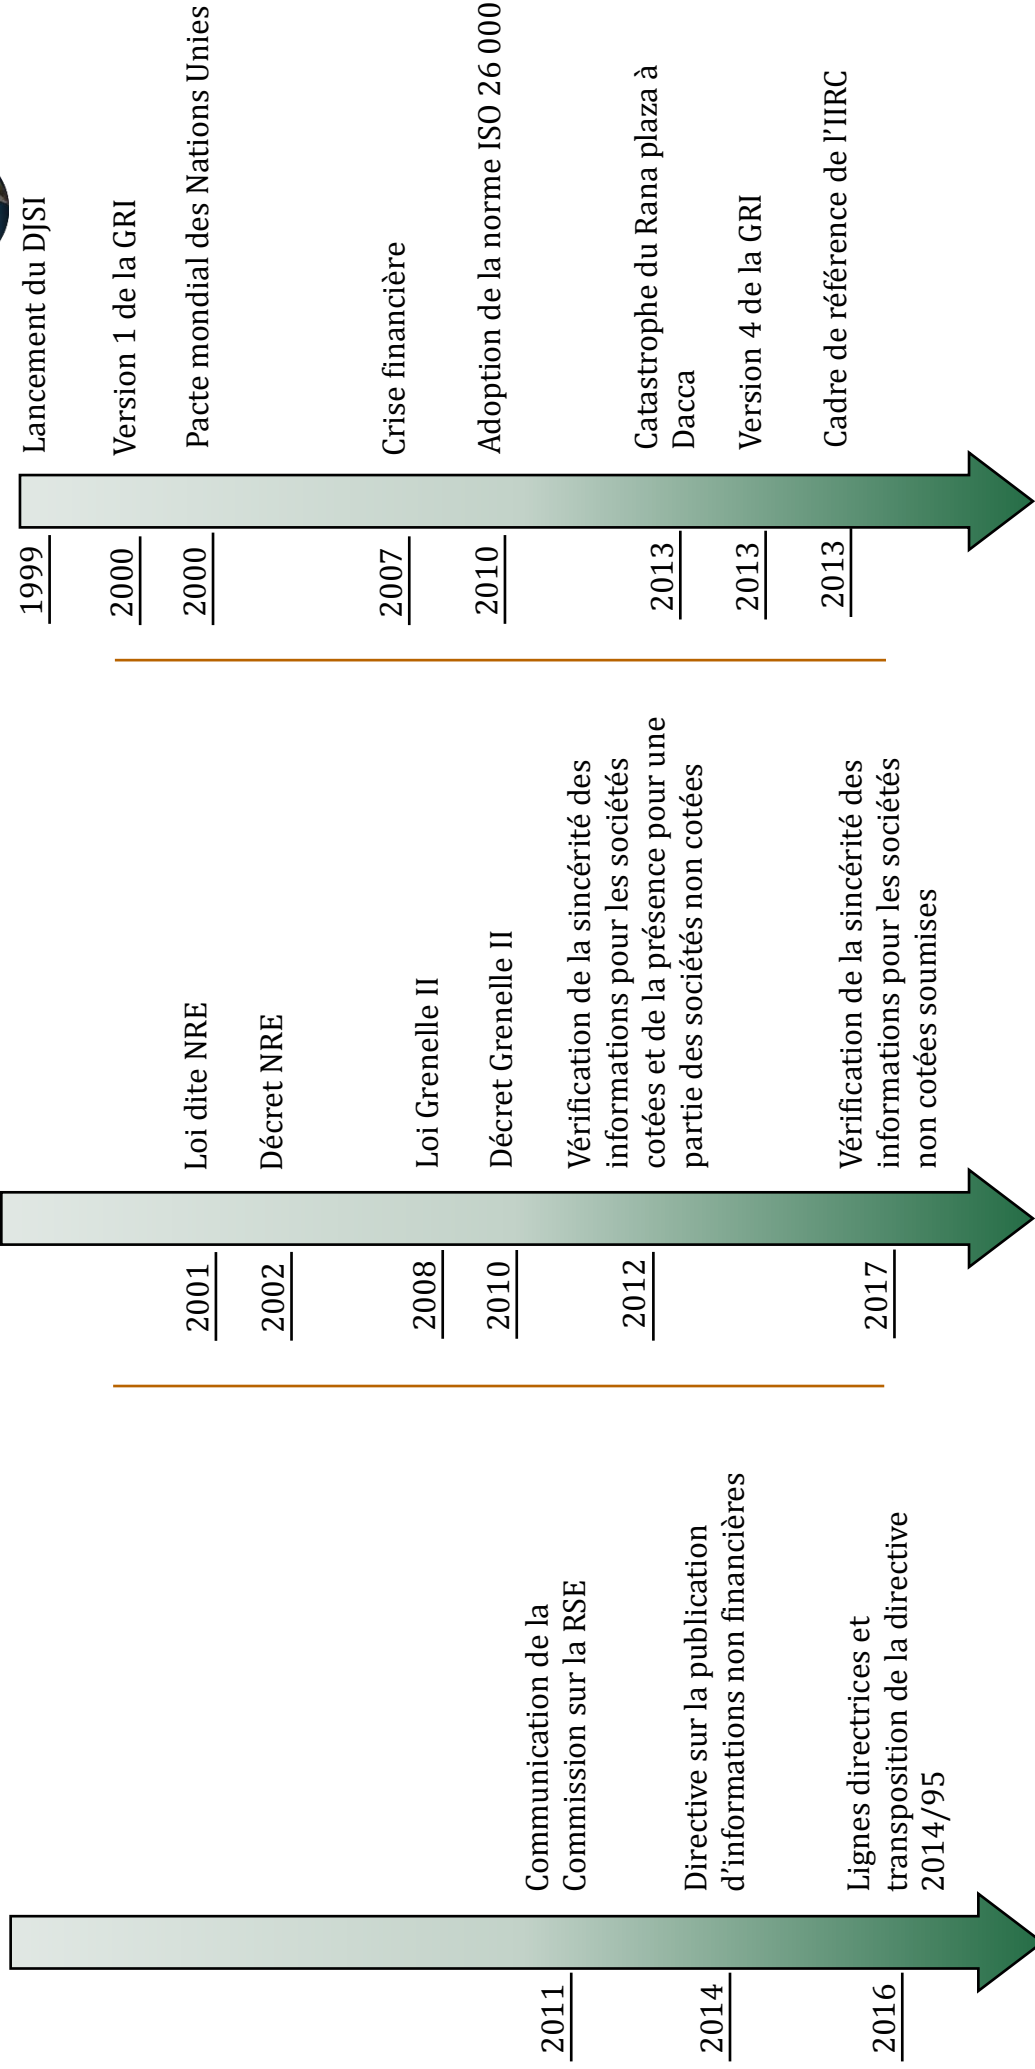 2011
Communication de la
Commission sur la RSE
2014
Directive sur la publication
d'informations non financières
2016
Lignes directrices et
transposition de la directive
2014/95
2001
Loi dite NRE
2002
Décret NRE
2008
Loi Grenelle II
2010
Décret Grenelle II
2012
Vérification de la sincérité des
informations pour les sociétés
cotées et de la présence pour une
partie des sociétés non cotées
2017
Vérification de la sincérité des
informations pour les sociétés
non cotées soumises
1999
Lancement du DJSI
2000
Version 1 de la GRI
2000
Pacte mondial des Nations Unies
2007
Crise financière
2010
Adoption de la norme ISO 26 000
2013
Catastrophe du Rana plaza à
Dacca
2013
Version 4 de la GRI
2013
Cadre de référence de l'IIRC